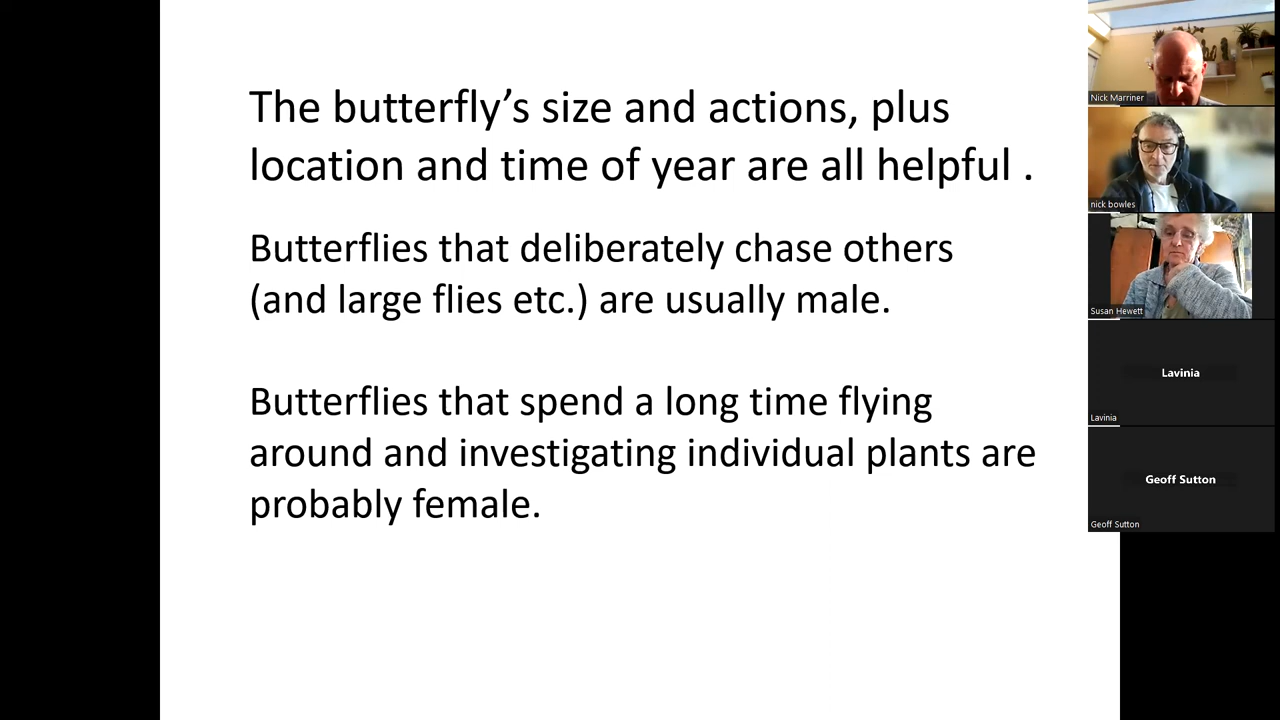 The butterfly’s size and actions, plus
location and time of year are all helpful .
Butterflies that deliberately chase others
(and large flies etc.) are usually male.
Butterflies that spend a long time flying
around and investigating individual plants are
probably female.
Nick Marriner
nick bowles
Susan Hewett
Lavinia
Lavinia
Geoff Sutton
Geoff Sutton